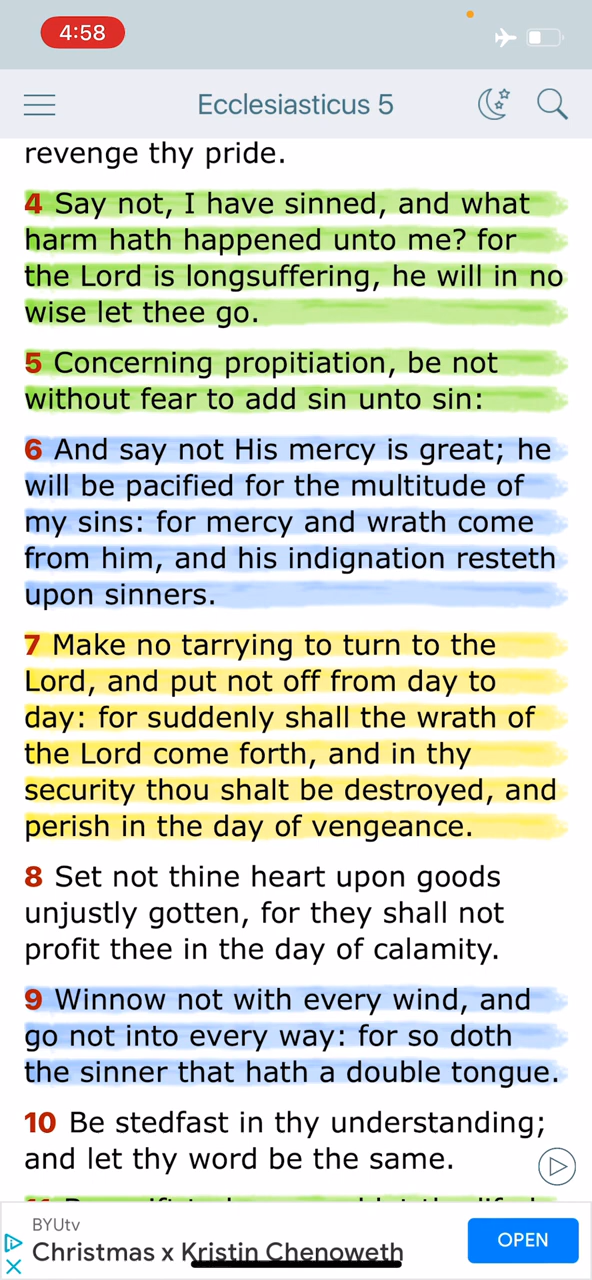 4:58
Ecclesiasticus 5
revenge thy pride.
4 Say not, I have sinned, and what
harm hath happened unto me? for
the Lord is longsuffering, he will in no
wise let thee go.
5 Concerning propitiation, be not
without fear to add sin unto sin:
6 And say not His mercy is great; he
will be pacified for the multitude of
my sins: for mercy and wrath come
from him, and his indignation resteth
upon sinners.
7 Make no tarrying to turn to the
Lord, and put not off from day to
day: for suddenly shall the wrath of
the Lord come forth, and in thy
security thou shalt be destroyed, and
perish in the day of vengeance.
8 Set not thine heart upon goods
unjustly gotten, for they shall not
profit thee in the day of calamity.
9 Winnow not with every wind, and
go not into every way: for so doth
the sinner that hath a double tongue.
10 Be stedfast in thy understanding;
and let thy word be the same.
BYUtv
Christmas x Kristin Chenoweth
OPEN